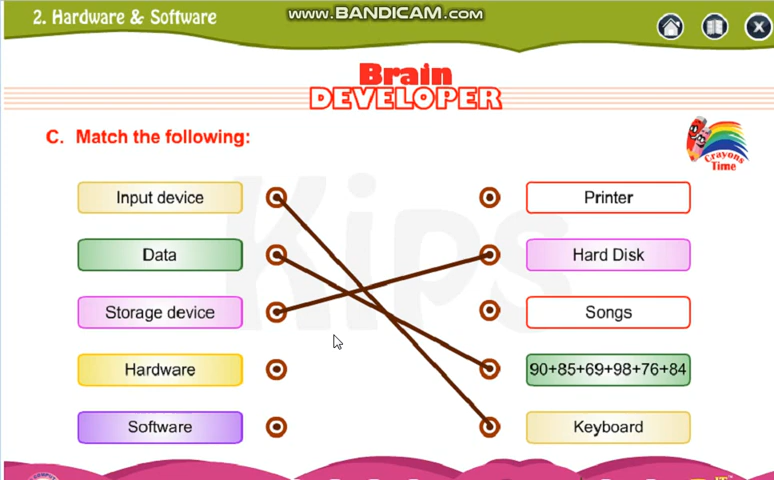 2. Hardware & Software
www.BANDICAM.com
Brain
DEVELOPER
C. Match the following:
Crayons
Time
Kips
Input device
Printer
Data
Hard Disk
Storage device
Songs
Hardware
90+85+69+98+76+84
Software
Keyboard